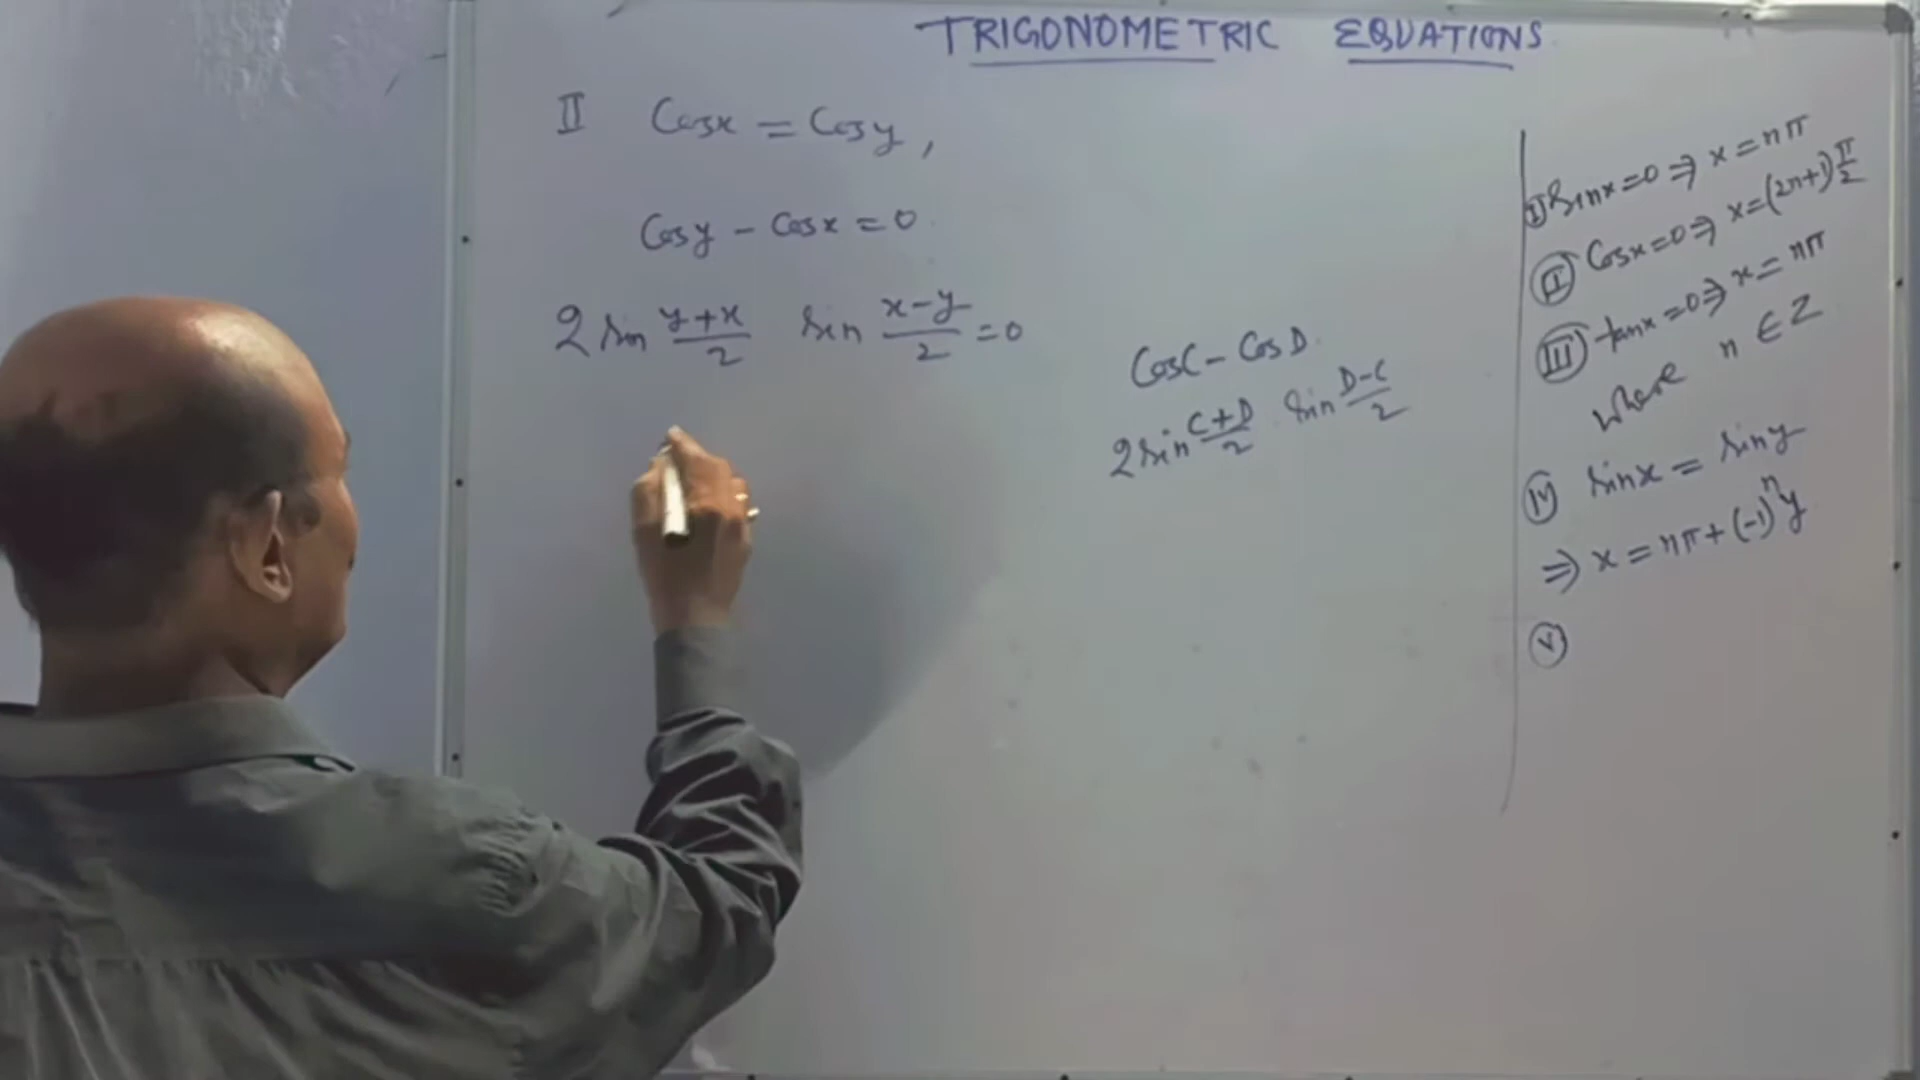 TRIGONOMETRIC EQUATIONS
II Cosx = Cosy,
Cosy - Cosx = 0
2 sin y+x/2 sin x-y/2 = 0
CosC - CosD
2 sin C+D/2 . sin D-C/2
I sinx=0 ⇒ x=nπ
II Cosx=0 ⇒ x=(2n+1)π/2
III tanx=0 ⇒ x=nπ
where n ∈ Z
IV sinx = siny
⇒ x = nπ+(-1)^n y
V